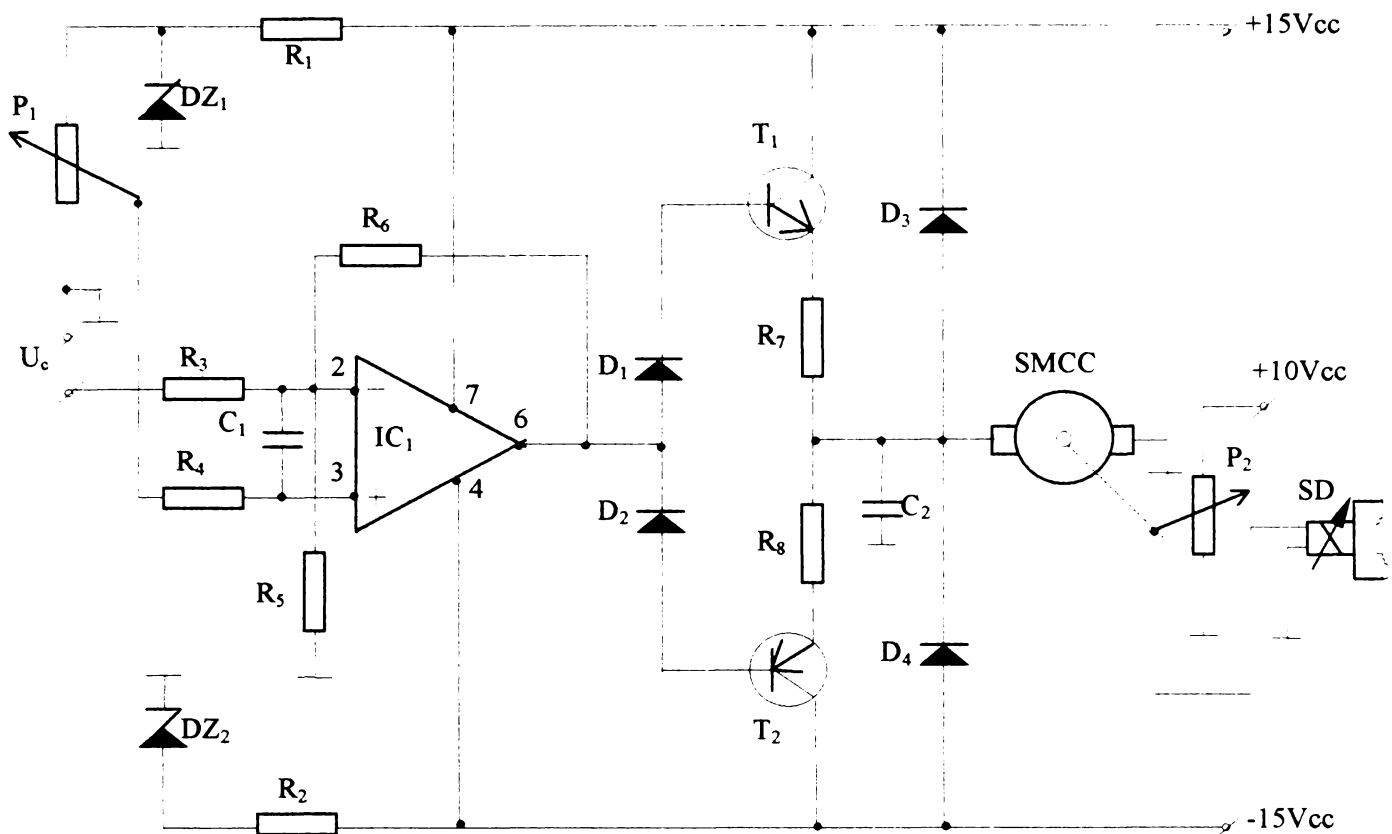 +15Vcc
R₁
DZ₁
P₁
T₁
R₆
D₃
R₇
SMCC
U_c
R₃
2
D₁
+10Vcc
7
C₁
IC₁
6
P₂
R₄
3
4
D₂
C₂
SD
R₈
R₅
D₄
DZ₂
T₂
R₂
-15Vcc